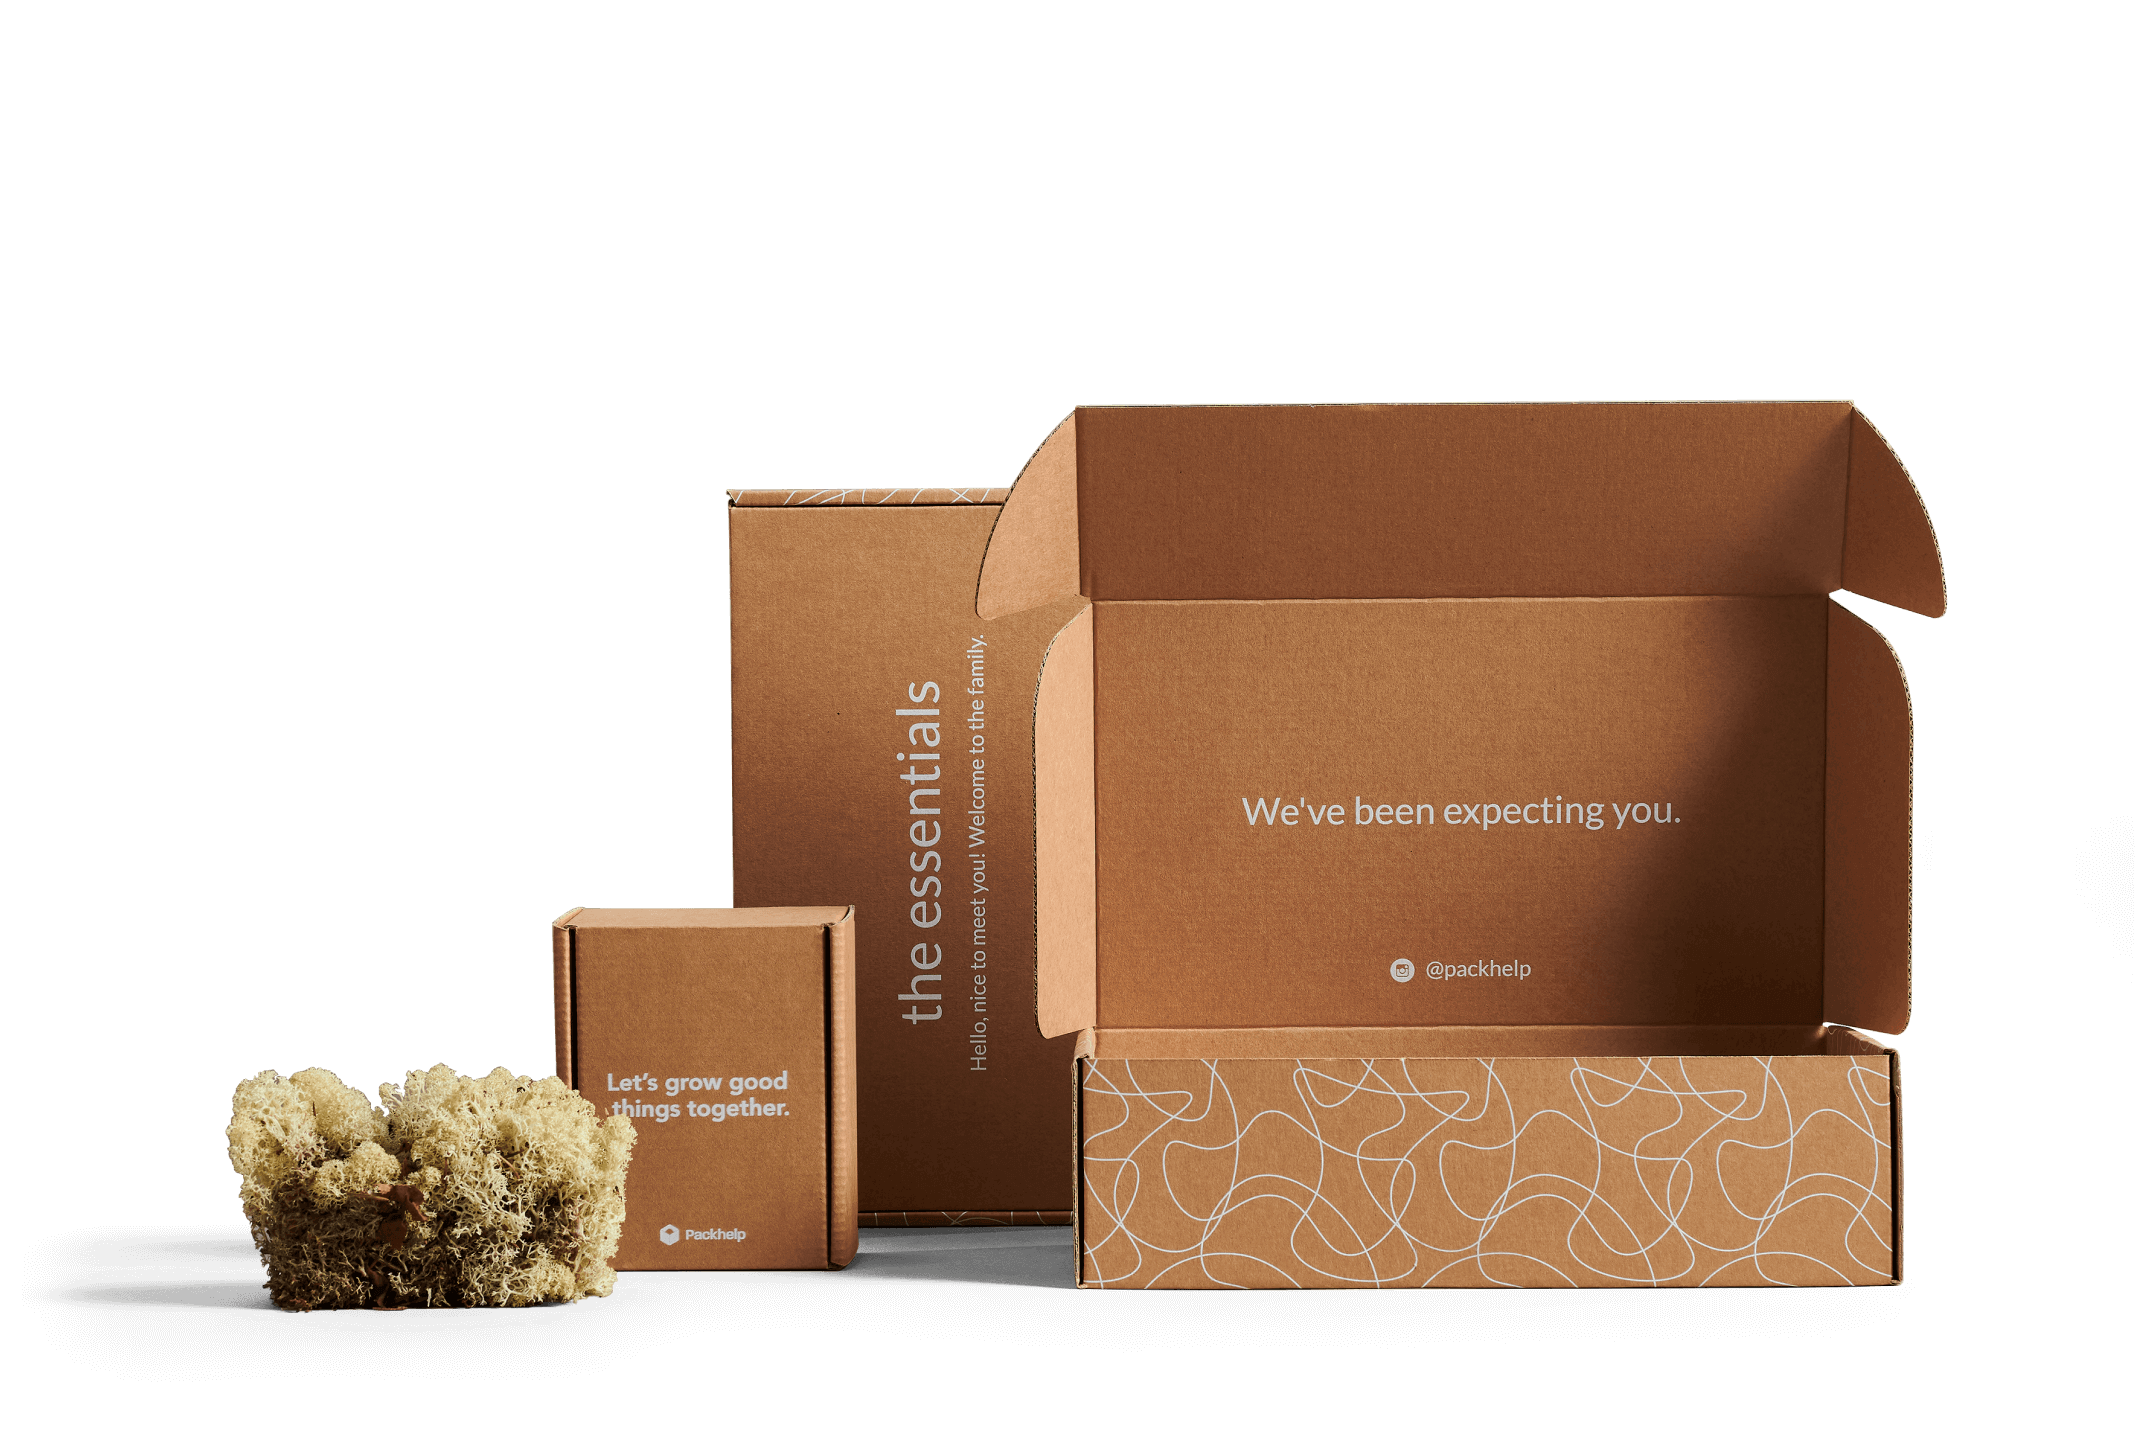 the essentials
Hello, nice to meet you! Welcome to the family.
We've been expecting you.
@packhelp
Let's grow good
things together.
Packhelp